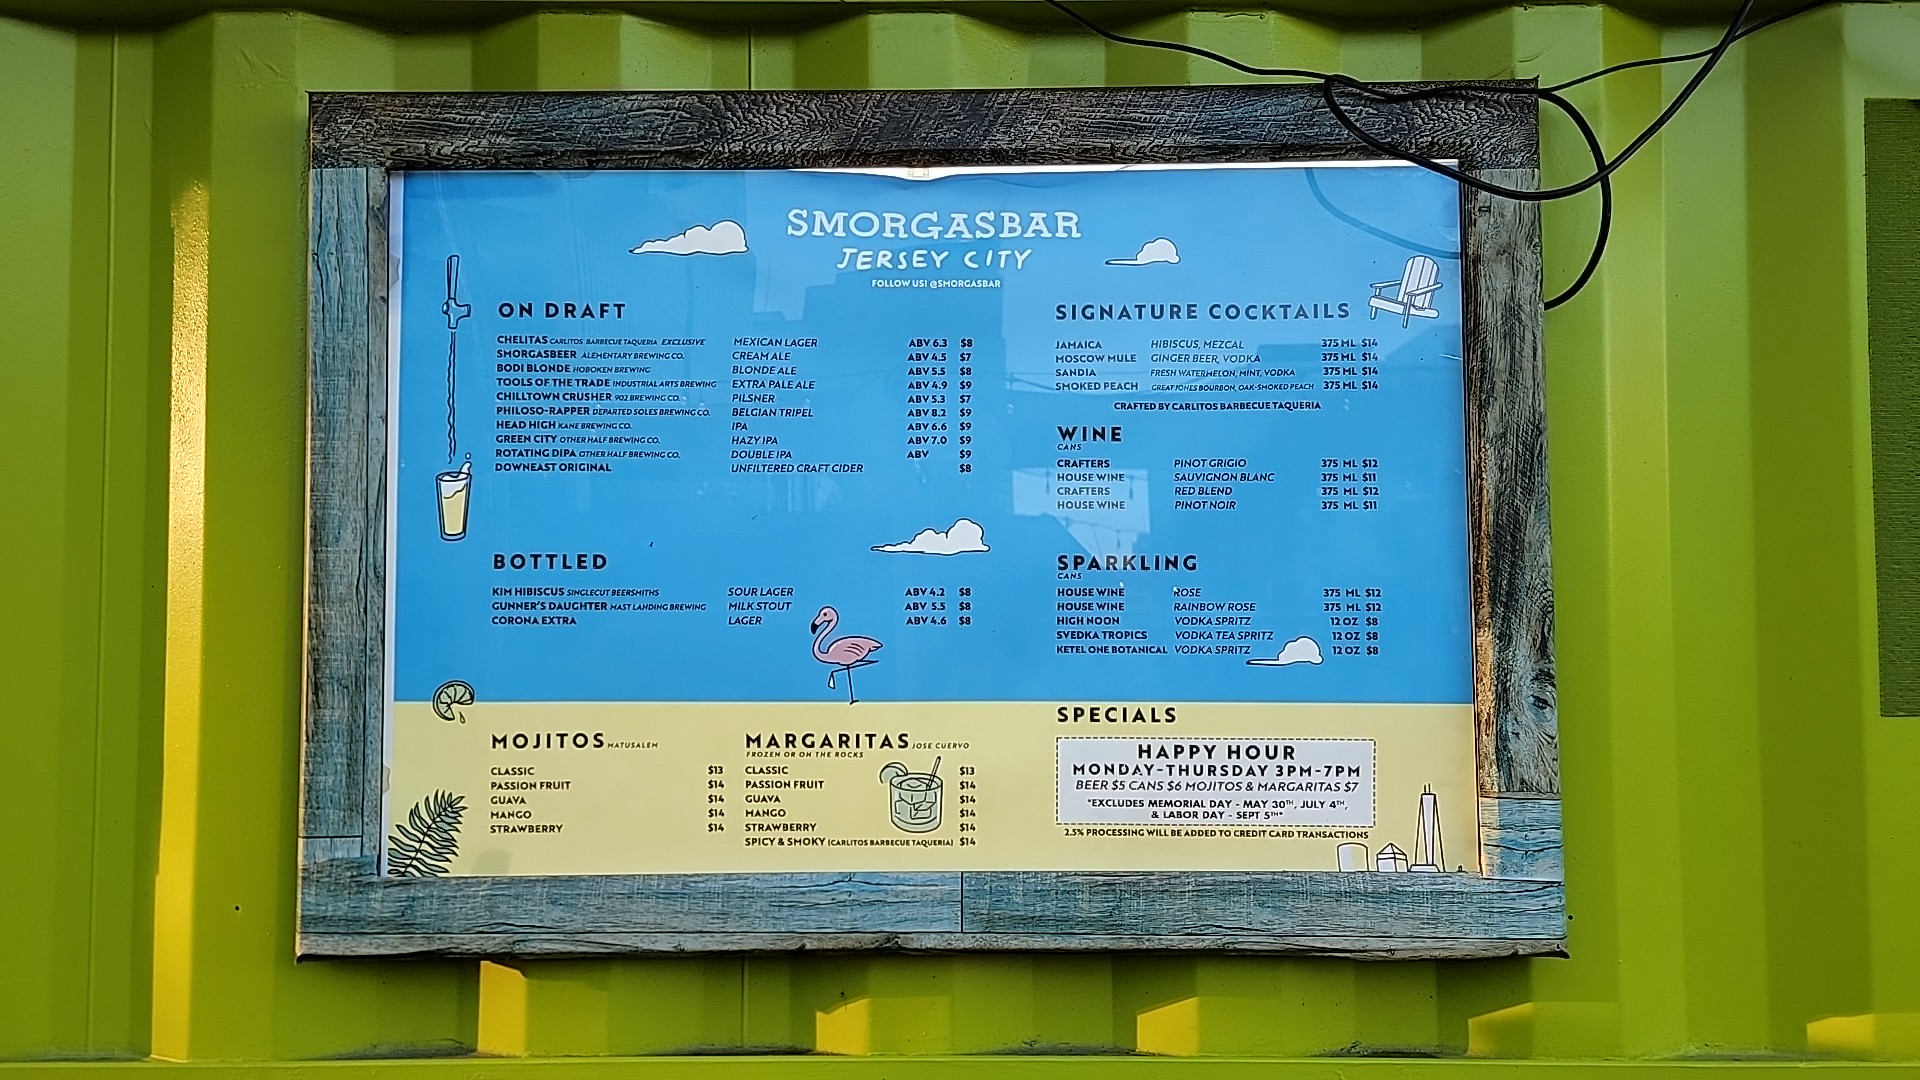 SMORGASBAR
JERSEY CITY
FOLLOW US! @SMORGASBAR
ON DRAFT
CHELITAS CARLITOS BARBECUE TAQUERIA EXCLUSIVE MEXICAN LAGER ABV 6.3 $8
SMORGASBEER ALEMENTARY BREWING CO. CREAM ALE ABV 4.5 $7
BODI BLONDE HOBOKEN BREWING BLONDE ALE ABV 5.5 $8
TOOLS OF THE TRADE INDUSTRIAL ARTS BREWING EXTRA PALE ALE ABV 4.9 $9
CHILLTOWN CRUSHER 902 BREWING CO. PILSNER ABV 5.3 $7
PHILOSO-RAPPER DEPARTED SOLES BREWING CO. BELGIAN TRIPEL ABV 8.2 $9
HEAD HIGH KANE BREWING CO. IPA ABV 6.6 $9
GREEN CITY OTHER HALF BREWING CO. HAZY IPA ABV 7.0 $9
ROTATING DIPA OTHER HALF BREWING CO. DOUBLE IPA ABV $9
DOWNEAST ORIGINAL UNFILTERED CRAFT CIDER $8
BOTTLED
KIM HIBISCUS SINGLECUT BEERSMITHS SOUR LAGER ABV 4.2 $8
GUNNER'S DAUGHTER MAST LANDING BREWING MILK STOUT ABV 5.5 $8
CORONA EXTRA LAGER ABV 4.6 $8
SIGNATURE COCKTAILS
JAMAICA HIBISCUS, MEZCAL 375 ML $14
MOSCOW MULE GINGER BEER, VODKA 375 ML $14
SANDIA FRESH WATERMELON, MINT, VODKA 375 ML $14
SMOKED PEACH GREAT JONES BOURBON, OAK-SMOKED PEACH 375 ML $14
CRAFTED BY CARLITOS BARBECUE TAQUERIA
WINE
CANS
CRAFTERS PINOT GRIGIO 375 ML $12
HOUSE WINE SAUVIGNON BLANC 375 ML $11
CRAFTERS RED BLEND 375 ML $12
HOUSE WINE PINOT NOIR 375 ML $11
SPARKLING
CANS
HOUSE WINE ROSE 375 ML $12
HOUSE WINE RAINBOW ROSE 375 ML $12
HIGH NOON VODKA SPRITZ 12 OZ $8
SVEDKA TROPICS VODKA TEA SPRITZ 12 OZ $8
KETEL ONE BOTANICAL VODKA SPRITZ 12 OZ $8
MOJITOS MATUSALEM
CLASSIC $13
PASSION FRUIT $14
GUAVA $14
MANGO $14
STRAWBERRY $14
MARGARITAS JOSE CUERVO
FROZEN OR ON THE ROCKS
CLASSIC $13
PASSION FRUIT $14
GUAVA $14
MANGO $14
STRAWBERRY $14
SPICY & SMOKY (CARLITOS BARBECUE TAQUERIA) $14
SPECIALS
HAPPY HOUR
MONDAY-THURSDAY 3PM-7PM
BEER $5 CANS $6 MOJITOS & MARGARITAS $7
*EXCLUDES MEMORIAL DAY - MAY 30TH, JULY 4TH,
& LABOR DAY - SEPT 5TH*
2.5% PROCESSING WILL BE ADDED TO CREDIT CARD TRANSACTIONS